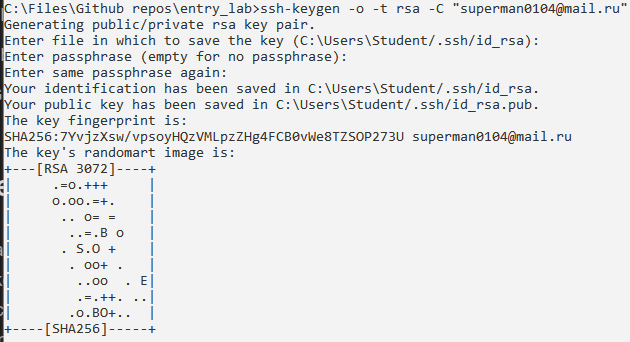 C:\Files\Github repos\entry_lab>ssh-keygen -o -t rsa -C "superman0104@mail.ru"
Generating public/private rsa key pair.
Enter file in which to save the key (C:\Users\Student/.ssh/id_rsa):
Enter passphrase (empty for no passphrase):
Enter same passphrase again:
Your identification has been saved in C:\Users\Student/.ssh/id_rsa.
Your public key has been saved in C:\Users\Student/.ssh/id_rsa.pub.
The key fingerprint is:
SHA256:7YvjzXsw/vpsoyHQzVMLpzZHg4FCB0vWe8TZSOP273U superman0104@mail.ru
The key's randomart image is:
+---[RSA 3072]----+
|     .=o.+++     |
|     o.oo.=+.    |
|      .. o= =    |
|       ..=.B o   |
|      . S.O +    |
|       . oo+ .   |
|        ..oo  . E|
|        .=.++. ..|
|       .o.BO+..  |
+----[SHA256]-----+